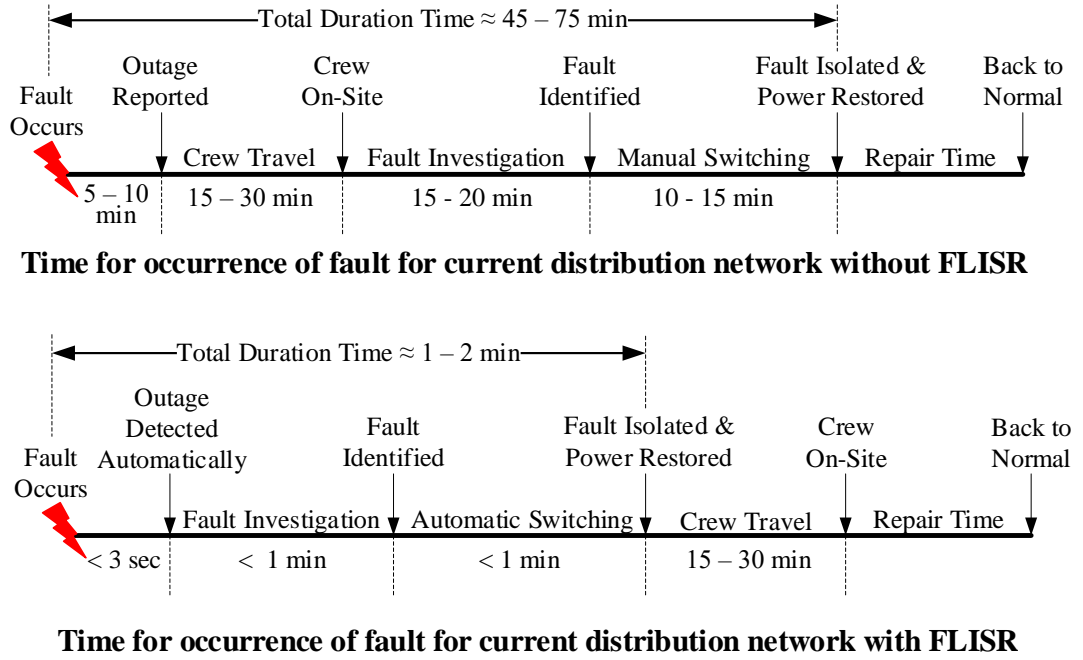 Total Duration Time ≈ 45 – 75 min
Fault
Occurs
Outage
Reported
Crew
On-Site
Fault
Identified
Fault Isolated &
Power Restored
Back to
Normal
Crew Travel
Fault Investigation
Manual Switching
Repair Time
5 – 10
min
15 – 30 min
15 - 20 min
10 - 15 min
Time for occurrence of fault for current distribution network without FLISR
Total Duration Time ≈ 1 – 2 min
Fault
Occurs
Outage
Detected
Automatically
Fault
Identified
Fault Isolated &
Power Restored
Crew
On-Site
Back to
Normal
Fault Investigation
Automatic Switching
Crew Travel
Repair Time
< 3 sec
< 1 min
< 1 min
15 – 30 min
Time for occurrence of fault for current distribution network with FLISR